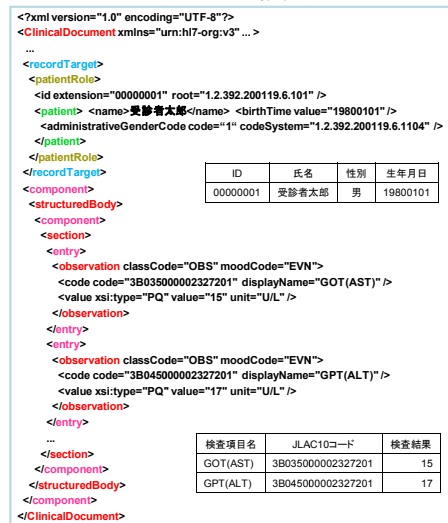 <?xml version="1.0" encoding="UTF-8"?>
<ClinicalDocument xmlns="urn:hl7-org:v3" ... >
...
<recordTarget>
<patientRole>
<id extension="00000001" root="1.2.392.200119.6.101" />
<patient> <name>受診者太郎</name> <birthTime value="19800101" />
<administrativeGenderCode code="1" codeSystem="1.2.392.200119.6.1104" />
</patient>
</patientRole>
</recordTarget>
ID 氏名 性別 生年月日
00000001 受診者太郎 男 19800101
<component>
<structuredBody>
<component>
<section>
<entry>
<observation classCode="OBS" moodCode="EVN">
<code code="3B035000002327201" displayName="GOT(AST)" />
<value xsi:type="PQ" value="15" unit="U/L" />
</observation>
</entry>
<entry>
<observation classCode="OBS" moodCode="EVN">
<code code="3B045000002327201" displayName="GPT(ALT)" />
<value xsi:type="PQ" value="17" unit="U/L" />
</observation>
</entry>
...
</section>
</component>
</structuredBody>
</component>
</ClinicalDocument>
検査項目名 JLAC10コード 検査結果
GOT(AST) 3B035000002327201 15
GPT(ALT) 3B045000002327201 17